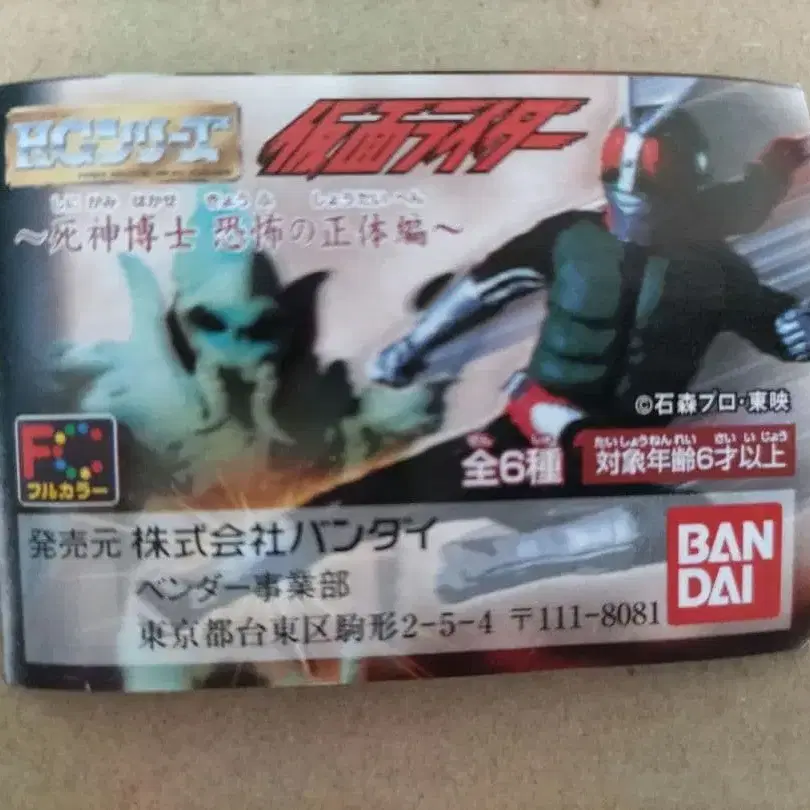 H.Gシリーズ
仮面ライダー
しにがみ はかせ きょうふ しょうたいへん
～死神博士 恐怖の正体編～
©石森プロ・東映
ぜん しゅ
全6種
たいしょうねんれい さい いじょう
対象年齢6才以上
FC
フルカラー
発売元 株式会社バンダイ
ベンダー事業部
東京都台東区駒形2-5-4 〒111-8081
BAN
DAI